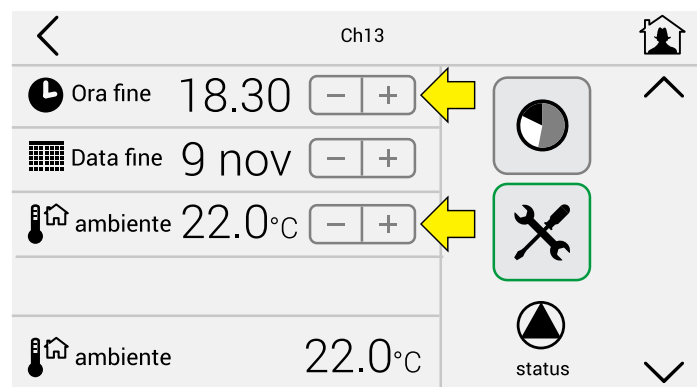 Ch13
Ora fine 18.30 − +
Data fine 9 nov − +
ambiente 22.0°C − +
ambiente 22.0°C
status